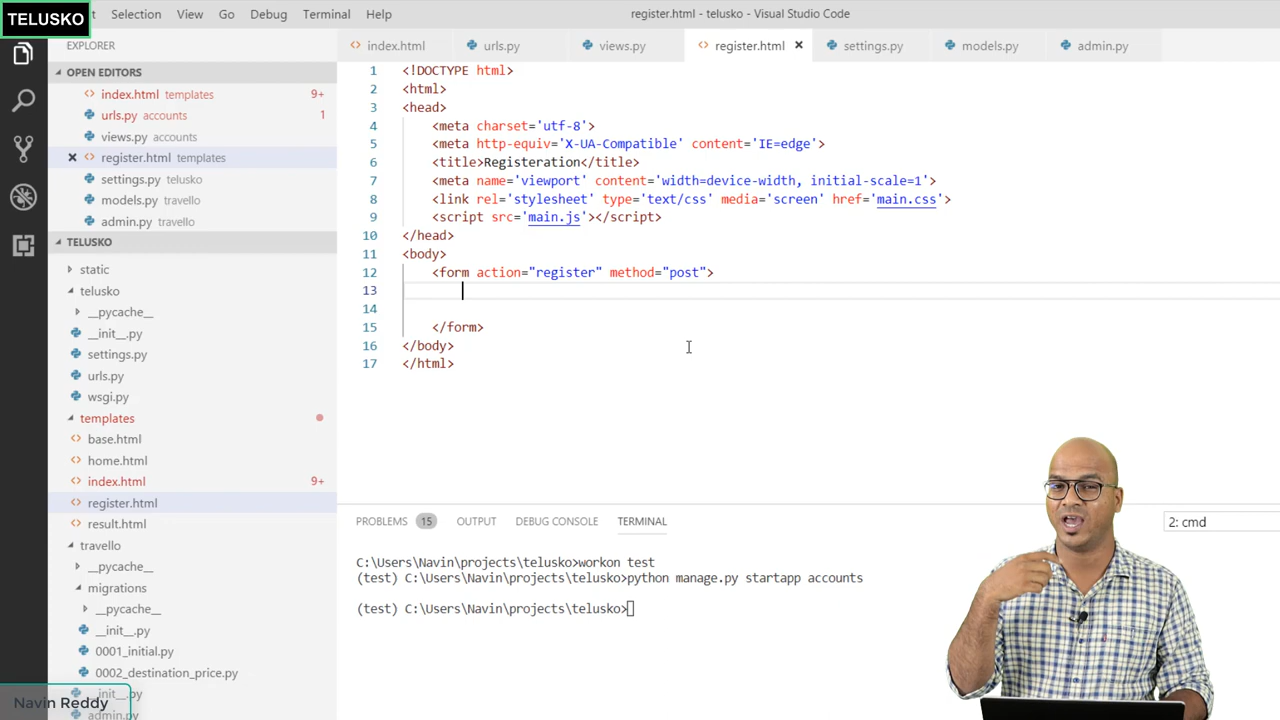 TELUSKO
Selection View Go Debug Terminal Help
register.html - telusko - Visual Studio Code
EXPLORER
index.html urls.py views.py register.html × settings.py models.py admin.py
OPEN EDITORS
index.html templates 9+
urls.py accounts 1
views.py accounts
× register.html templates
settings.py telusko
models.py travello
admin.py travello
TELUSKO
static
telusko
__pycache__
__init__.py
settings.py
urls.py
wsgi.py
templates
base.html
home.html
index.html 9+
register.html
result.html
travello
__pycache__
migrations
__pycache__
__init__.py
0001_initial.py
0002_destination_price.py
__init__.py
admin.py
Navin Reddy
1 <!DOCTYPE html>
2 <html>
3 <head>
4 <meta charset='utf-8'>
5 <meta http-equiv='X-UA-Compatible' content='IE=edge'>
6 <title>Registeration</title>
7 <meta name='viewport' content='width=device-width, initial-scale=1'>
8 <link rel='stylesheet' type='text/css' media='screen' href='main.css'>
9 <script src='main.js'></script>
10 </head>
11 <body>
12 <form action="register" method="post">
13
14
15 </form>
16 </body>
17 </html>
PROBLEMS 15 OUTPUT DEBUG CONSOLE TERMINAL
2: cmd
C:\Users\Navin\projects\telusko>workon test
(test) C:\Users\Navin\projects\telusko>python manage.py startapp accounts
(test) C:\Users\Navin\projects\telusko>